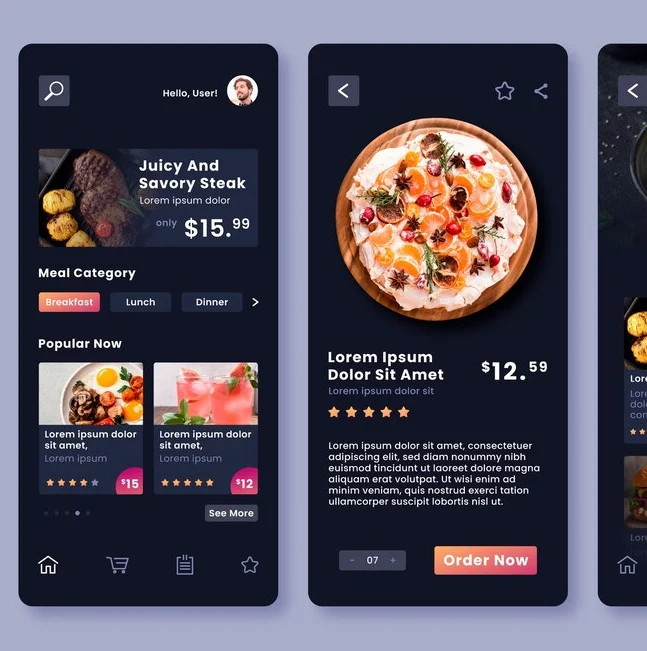 Hello, User!
Juicy And
Savory Steak
Lorem ipsum dolor
only $15.99
Meal Category
Breakfast Lunch Dinner >
Popular Now
Lorem ipsum dolor
sit amet,
Lorem ipsum
$15
Lorem ipsum dolor
sit amet,
Lorem ipsum
$12
See More
Lorem Ipsum
Dolor Sit Amet
$12.59
Lorem ipsum dolor sit
Lorem ipsum dolor sit amet, consectetuer
adipiscing elit, sed diam nonummy nibh
euismod tincidunt ut laoreet dolore magna
aliquam erat volutpat. Ut wisi enim ad
minim veniam, quis nostrud exerci tation
ullamcorper suscipit lobortis nisl ut.
- 07 +
Order Now